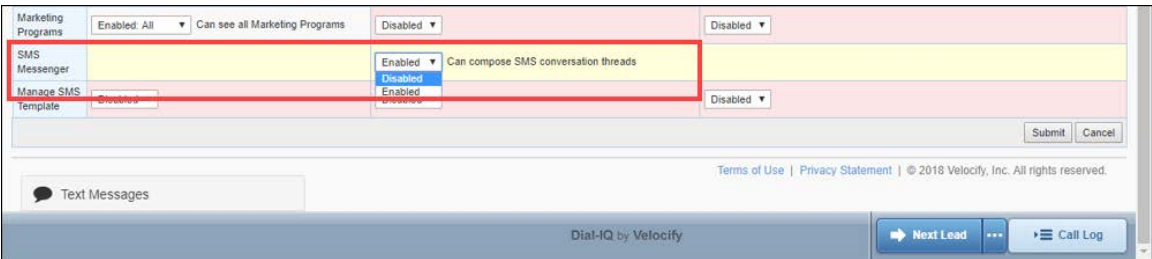 Marketing
Programs
Enabled: All
Can see all Marketing Programs
Disabled
Disabled
SMS
Messenger
Enabled
Can compose SMS conversation threads
Disabled
Enabled
Manage SMS
Template
Disabled
Disabled
Disabled
Submit
Cancel
Terms of Use | Privacy Statement | © 2018 Velocify, Inc. All rights reserved.
Text Messages
Dial-IQ by Velocify
Next Lead
Call Log